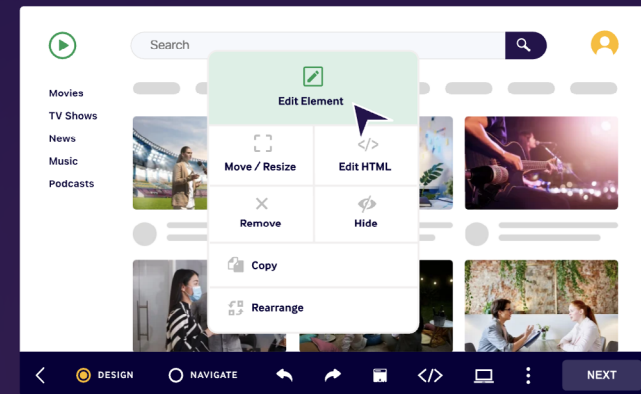 Search
Movies
TV Shows
News
Music
Podcasts
Edit Element
Move / Resize
Edit HTML
Remove
Hide
Copy
Rearrange
DESIGN
NAVIGATE
NEXT